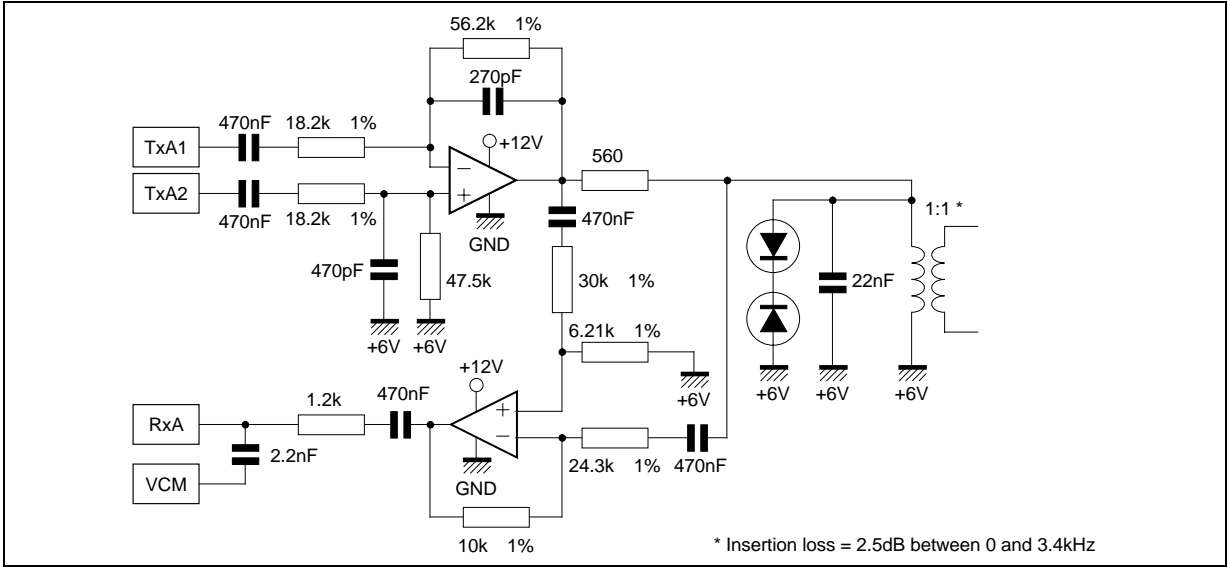 56.2k 1%
270pF
TxA1
470nF
18.2k 1%
+12V
560
TxA2
470nF
18.2k 1%
GND
470nF
1:1 *
470pF
47.5k
30k 1%
22nF
+6V
+6V
6.21k 1%
+6V
+6V
+6V
+6V
+12V
RxA
1.2k
470nF
2.2nF
24.3k 1%
470nF
VCM
GND
10k 1%
* Insertion loss = 2.5dB between 0 and 3.4kHz